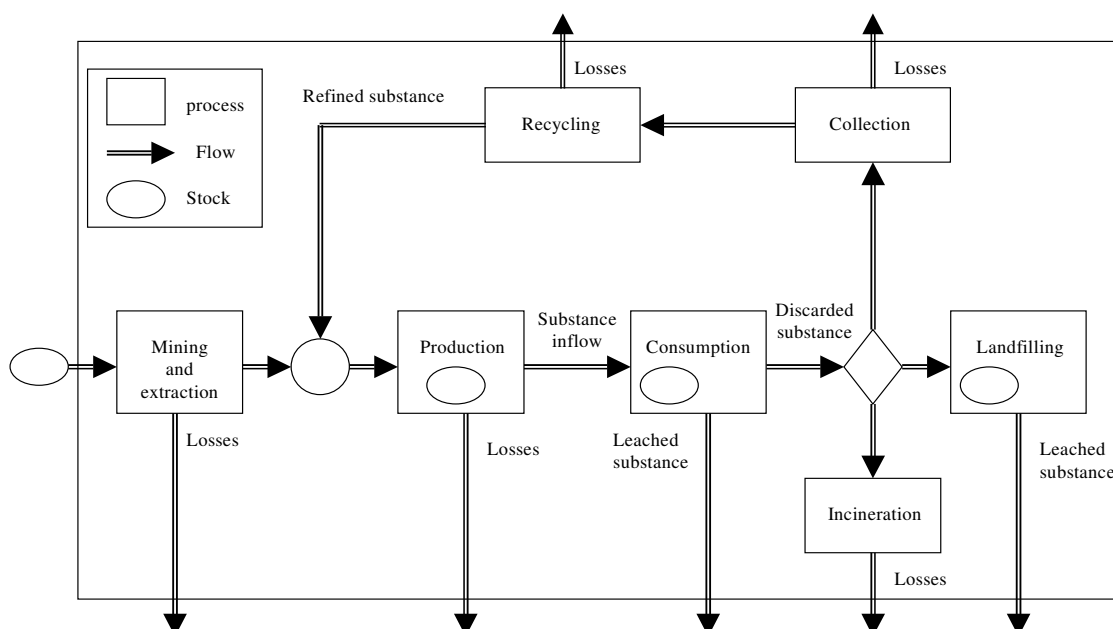 Losses
Losses
process
Refined substance
Recycling
Collection
Flow
Stock
Mining
and
extraction
Production
Substance
inflow
Consumption
Discarded
substance
Landfilling
Losses
Losses
Leached
substance
Leached
substance
Incineration
Losses